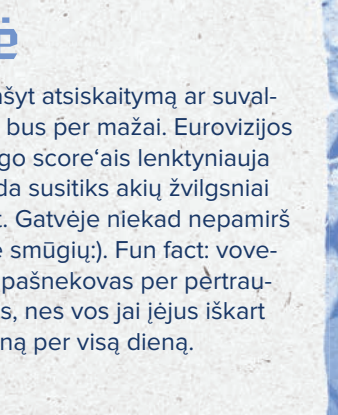 ė
ašyt atsiskaitymą ar suval-
bus per mažai. Eurovizijos
go score‘ais lenktyniauja
da susitiks akių žvilgsniai
t. Gatvėje niekad nepamirš
e smūgių:). Fun fact: vove-
pašnekovas per pertrau-
s, nes vos jai įėjus iškart
ną per visą dieną.